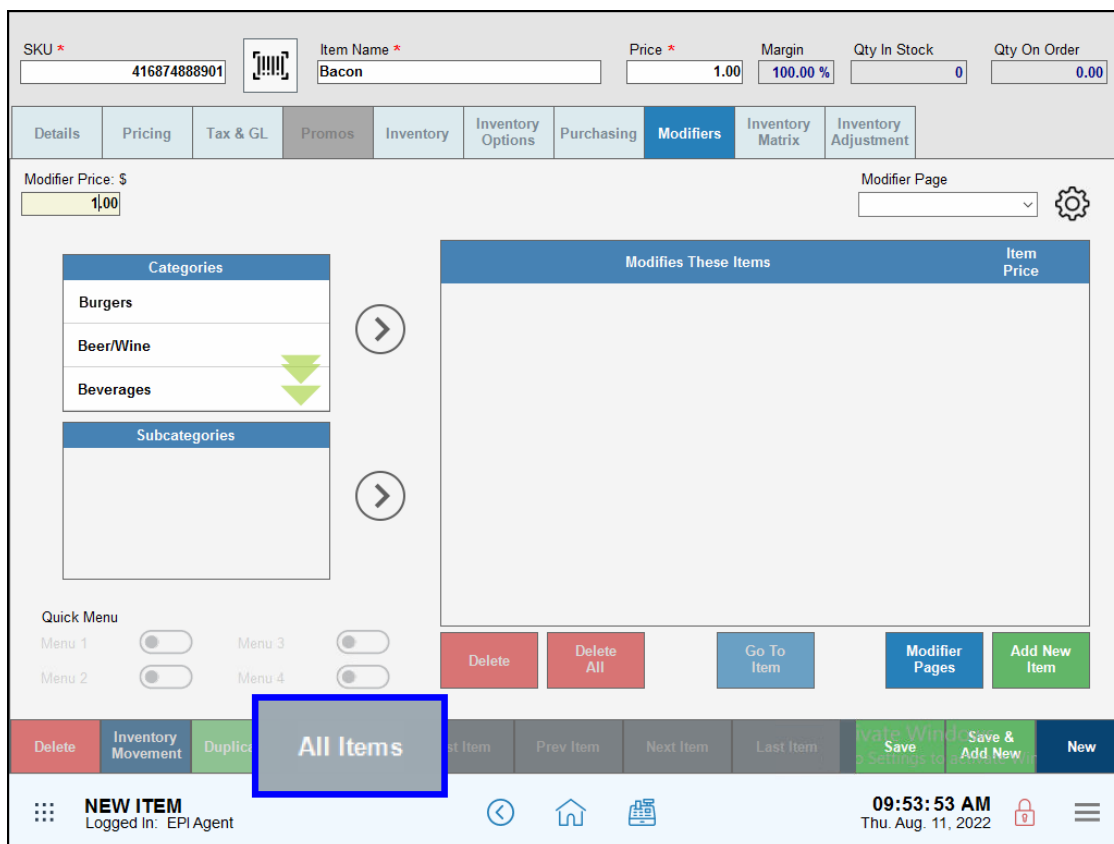 SKU *
Item Name *
Price *
Margin
Qty In Stock
Qty On Order
416874888901
Bacon
1.00
100.00 %
0
0.00
Details
Pricing
Tax & GL
Promos
Inventory
Inventory
Options
Purchasing
Modifiers
Inventory
Matrix
Inventory
Adjustment
Modifier Price: $
1.00
Modifier Page
Categories
Burgers
Beer/Wine
Beverages
Subcategories
Modifies These Items
Item
Price
Quick Menu
Menu 1
Menu 3
Menu 2
Menu 4
Delete
Delete
All
Go To
Item
Modifier
Pages
Add New
Item
Delete
Inventory
Movement
Duplica
All Items
st Item
Prev Item
Next Item
Last Item
Save
Save &
Add New
New
NEW ITEM
Logged In: EPI Agent
09:53:53 AM
Thu. Aug. 11, 2022